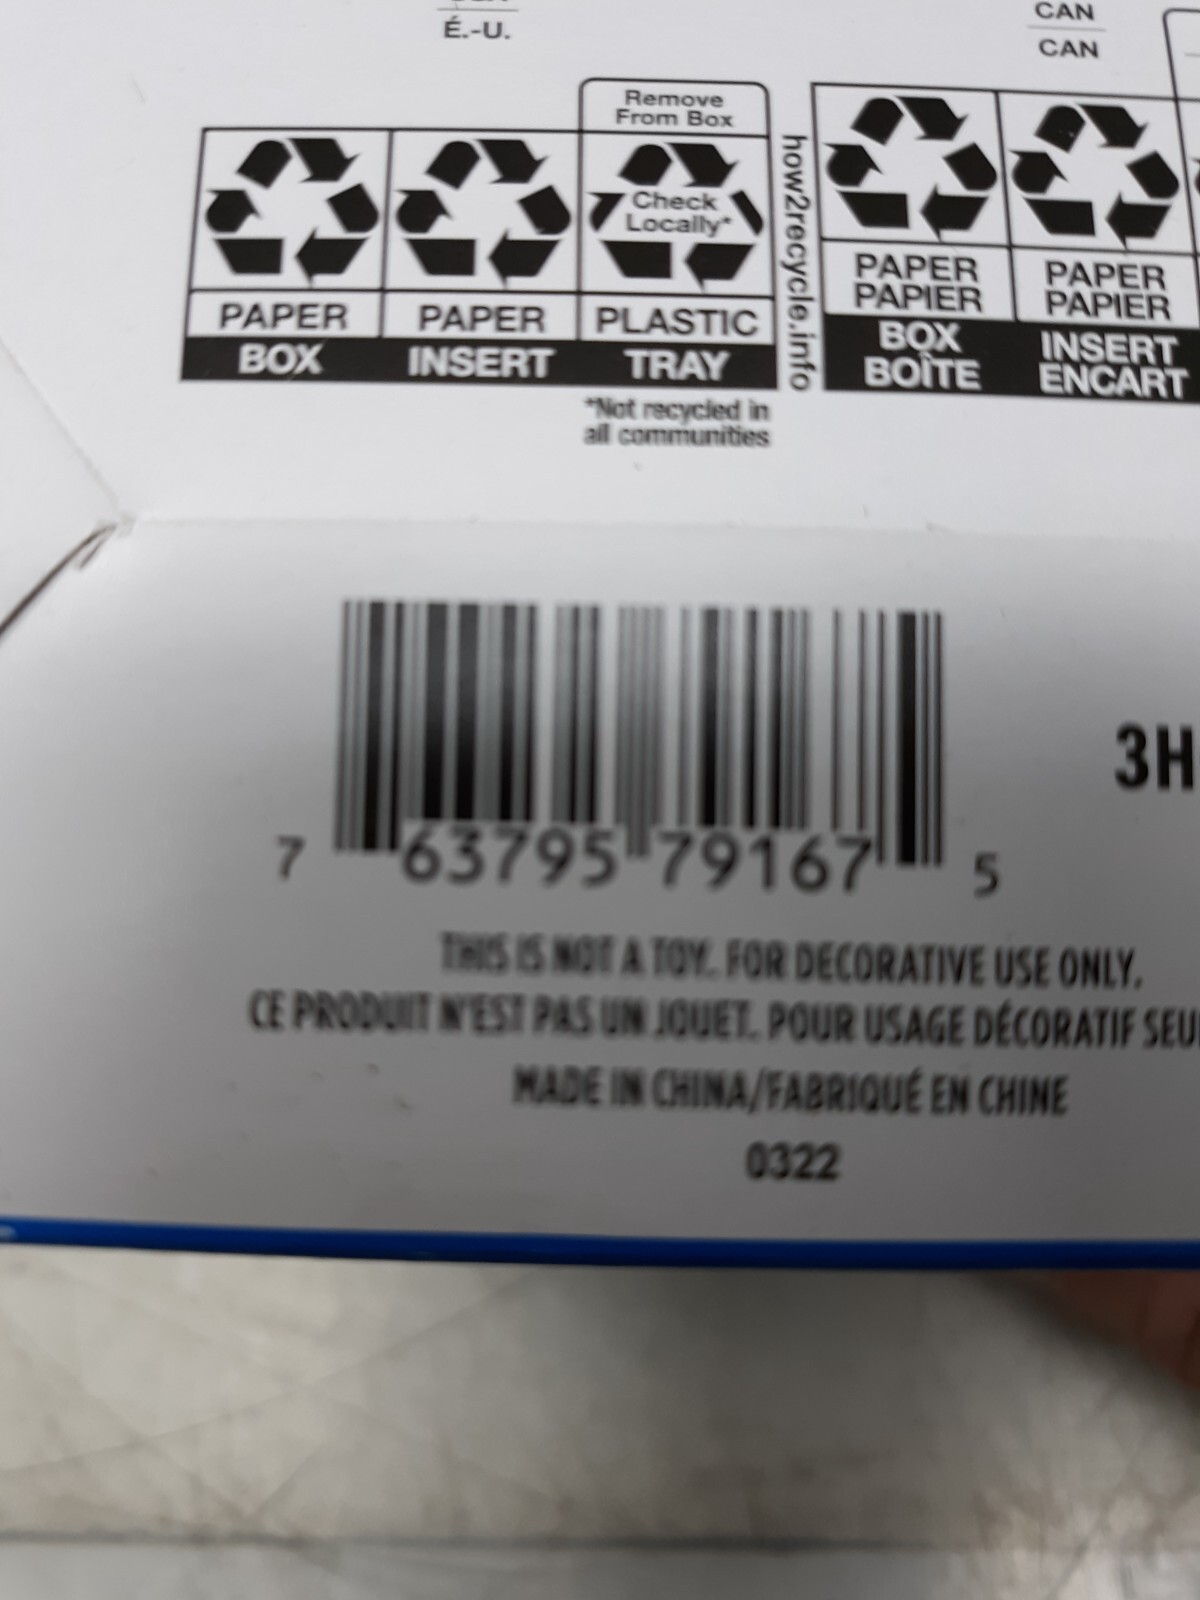 É.-U.
CAN
CAN
Remove
From Box
Check
Locally*
PAPER
PAPER
PLASTIC
BOX
INSERT
TRAY
how2recycle.info
*Not recycled in
all communities
PAPER
PAPIER
PAPER
PAPIER
BOX
BOÎTE
INSERT
ENCART
3H
7 63795 79167 5
THIS IS NOT A TOY. FOR DECORATIVE USE ONLY.
CE PRODUIT N'EST PAS UN JOUET. POUR USAGE DÉCORATIF SEU
MADE IN CHINA/FABRIQUÉ EN CHINE
0322